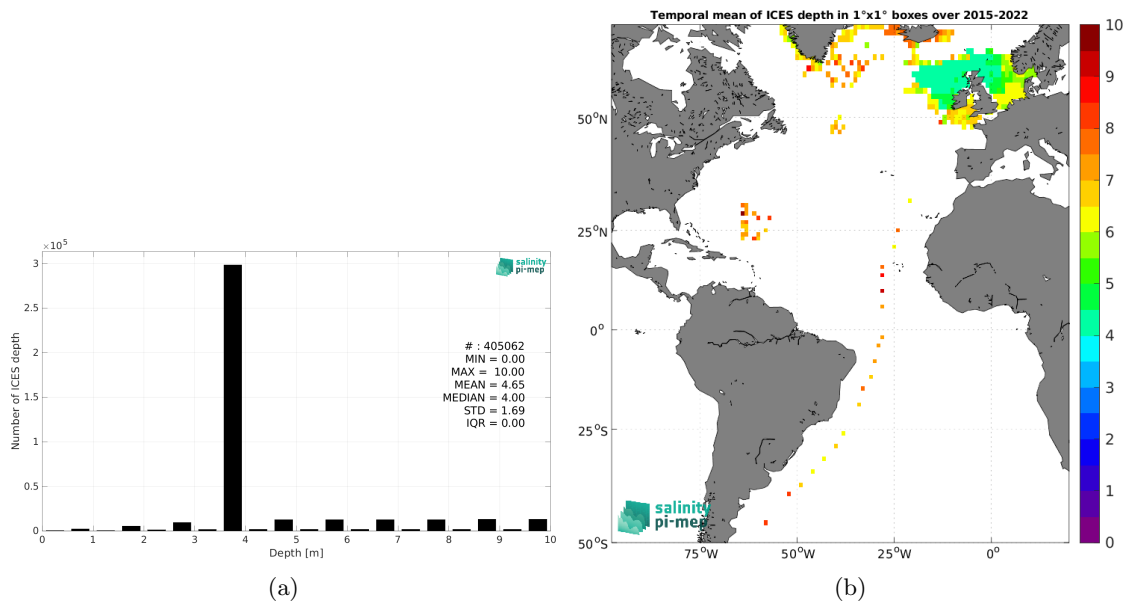 Temporal mean of ICES depth in 1°x1° boxes over 2015-2022
×10⁵
3
2.5
2
1.5
1
0.5
0
Number of ICES depth
salinity
pi-mep
# : 405062
MIN = 0.00
MAX = 10.00
MEAN = 4.65
MEDIAN = 4.00
STD = 1.69
IQR = 0.00
0 1 2 3 4 5 6 7 8 9 10
Depth [m]
(a)
50°N
25°N
0°
25°S
50°S
salinity
pi-mep
75°W 50°W 25°W 0°
10
9
8
7
6
5
4
3
2
1
0
(b)